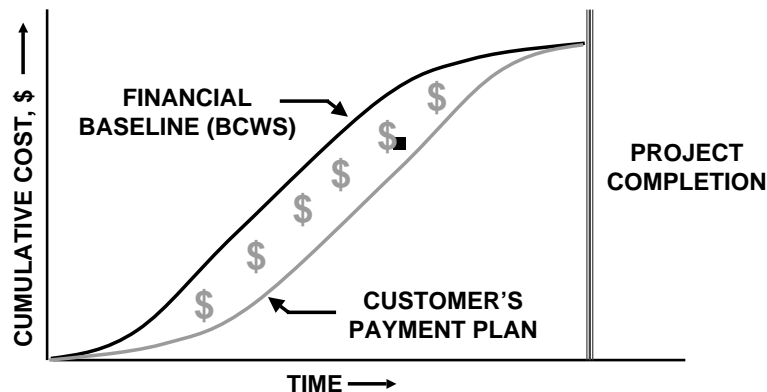 CUMULATIVE COST, $
FINANCIAL
BASELINE (BCWS)
$
$
$
$
$
$
PROJECT
COMPLETION
CUSTOMER'S
PAYMENT PLAN
TIME